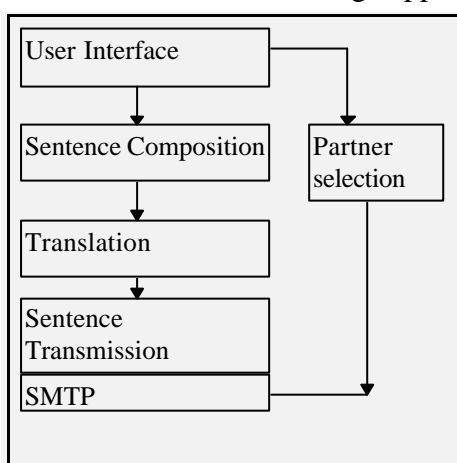 User Interface
Sentence Composition
Partner
selection
Translation
Sentence
Transmission
SMTP